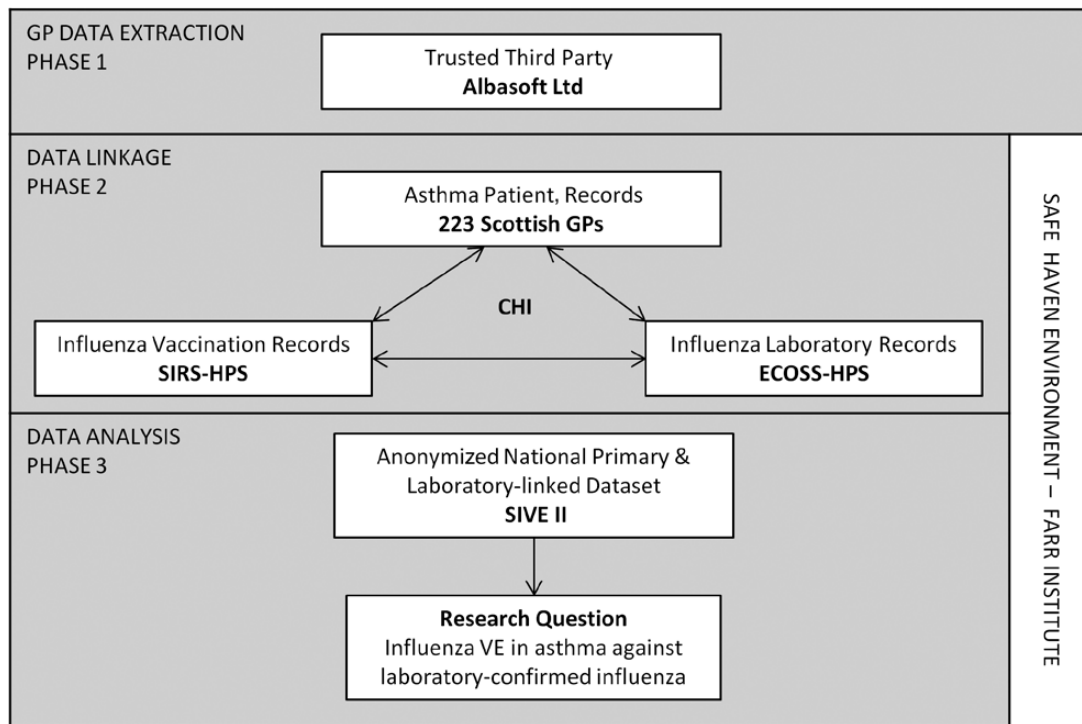 GP DATA EXTRACTION
PHASE 1
Trusted Third Party
Albasoft Ltd
DATA LINKAGE
PHASE 2
Asthma Patient, Records
223 Scottish GPs
CHI
Influenza Vaccination Records
SIRS-HPS
Influenza Laboratory Records
ECOSS-HPS
DATA ANALYSIS
PHASE 3
Anonymized National Primary &
Laboratory-linked Dataset
SIVE II
Research Question
Influenza VE in asthma against
laboratory-confirmed influenza
SAFE HAVEN ENVIRONMENT – FARR INSTITUTE